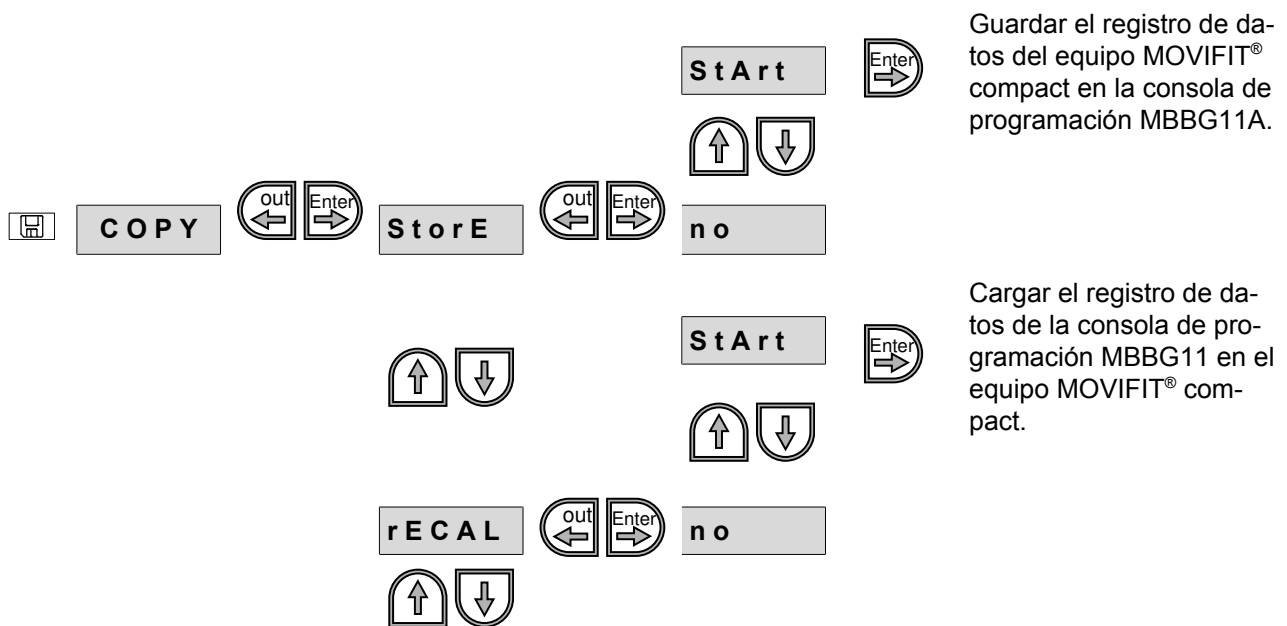 StArt
Enter
Guardar el registro de da-
tos del equipo MOVIFIT®
compact en la consola de
programación MBBG11A.
COPY
out
Enter
StorE
out
Enter
no
StArt
Enter
Cargar el registro de da-
tos de la consola de pro-
gramación MBBG11 en el
equipo MOVIFIT® com-
pact.
rECAL
out
Enter
no